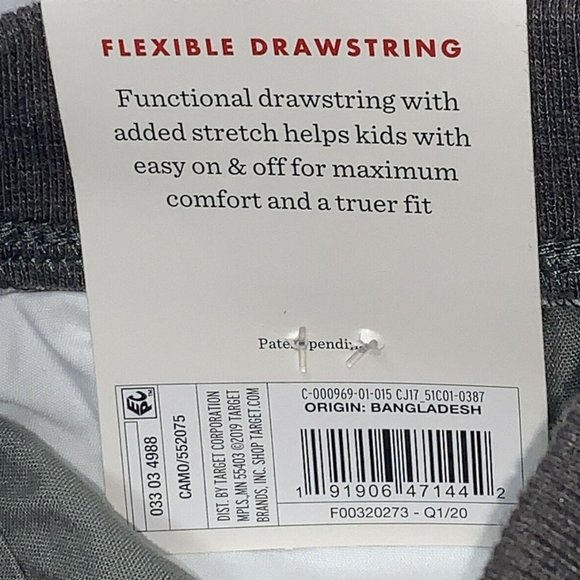 FLEXIBLE DRAWSTRING
Functional drawstring with
added stretch helps kids with
easy on & off for maximum
comfort and a truer fit
033 03 4988
CAMO/552075
DIST. BY TARGET CORPORATION
MPLS.,MN 55403 ©2019 TARGET
BRANDS, INC. SHOP TARGET.COM
C-000969-01-015 CJ17_51C01-0387
ORIGIN: BANGLADESH
1 91906 47144 2
F00320273 - Q1/20